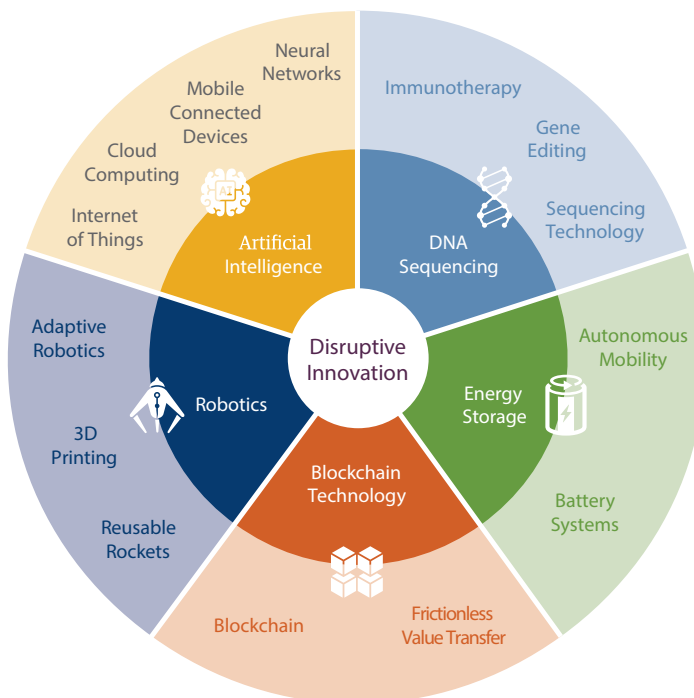 Neural
Networks
Mobile
Connected
Devices
Cloud
Computing
Internet
of Things
AI
Artificial
Intelligence
Immunotherapy
Gene
Editing
Sequencing
Technology
DNA
Sequencing
Disruptive
Innovation
Adaptive
Robotics
3D
Printing
Reusable
Rockets
Robotics
Autonomous
Mobility
Battery
Systems
Energy
Storage
Blockchain
Technology
Blockchain
Frictionless
Value Transfer